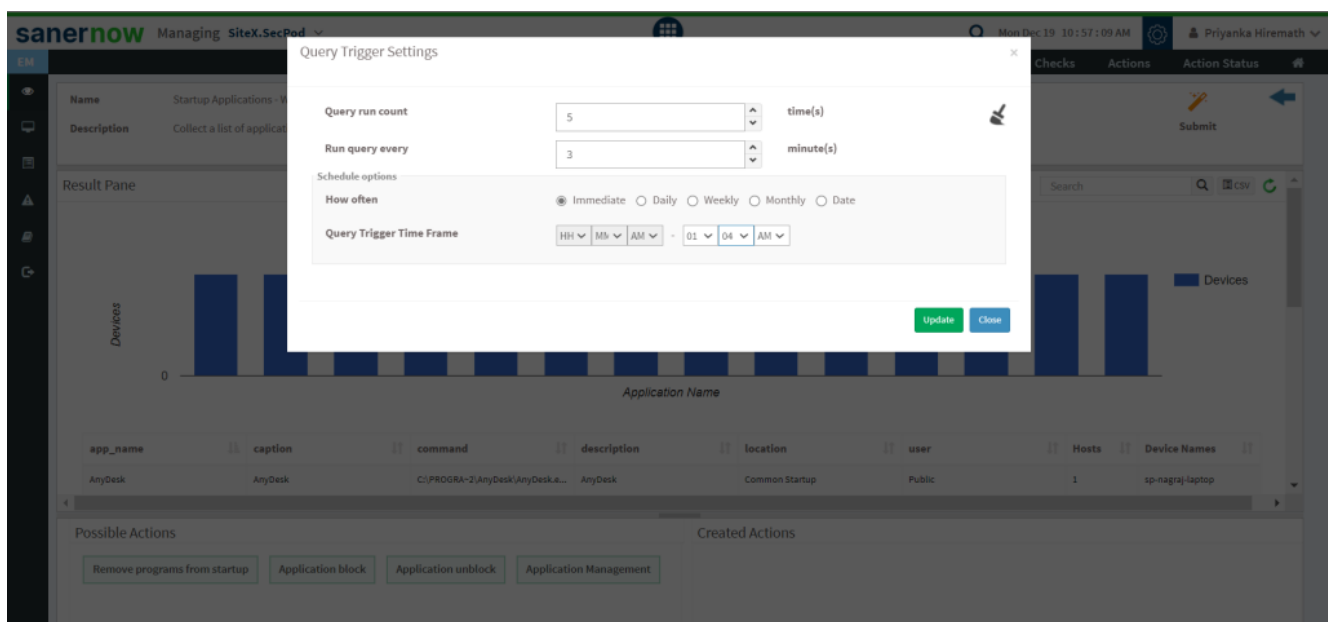 sanernow Managing SiteX.SecPod Mon Dec 19 10:57:09 AM Priyanka Hiremath
EM Checks Actions Action Status
Query Trigger Settings ×
Name Startup Applications - W
Description Collect a list of applicat
Submit
Query run count 5 time(s)
Run query every 3 minute(s)
Schedule options
How often Immediate Daily Weekly Monthly Date
Query Trigger Time Frame HH MM AM - 01 04 AM
Update Close
Result Pane Search CSV
Devices
Devices
0
Application Name
app_name caption command description location user Hosts Device Names
AnyDesk AnyDesk C:\PROGRA~2\AnyDesk\AnyDesk.e... AnyDesk Common Startup Public 1 sp-nagraj-laptop
Possible Actions Created Actions
Remove programs from startup Application block Application unblock Application Management